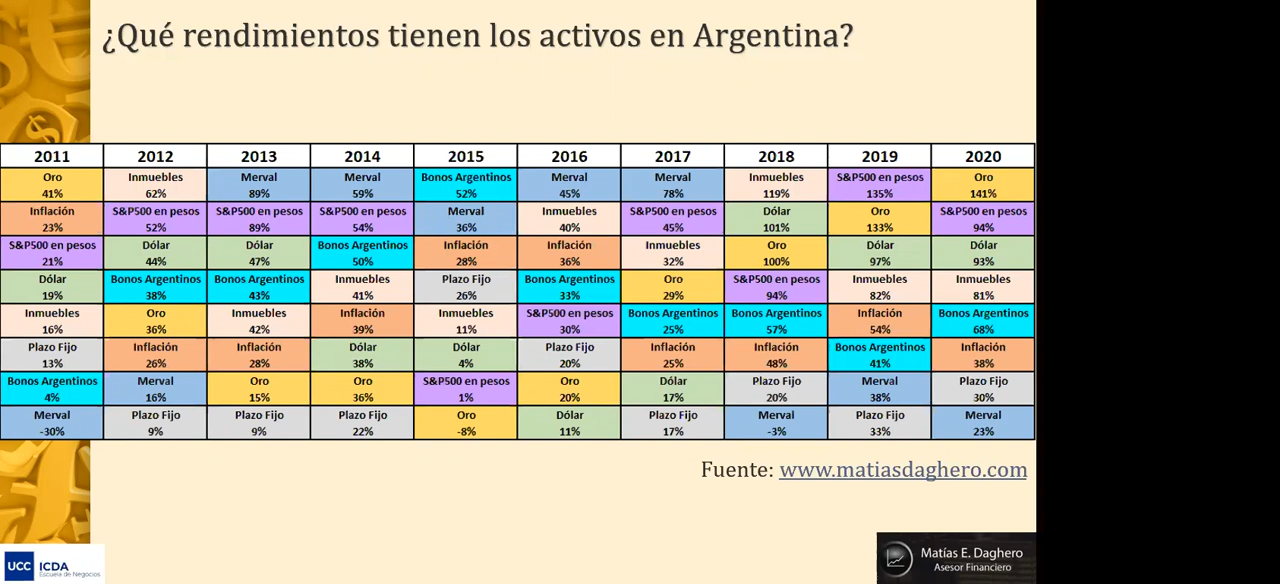 ¿Qué rendimientos tienen los activos en Argentina?
2011 2012 2013 2014 2015 2016 2017 2018 2019 2020
Oro Inmuebles Merval Merval Bonos Argentinos Merval Merval Inmuebles S&P500 en pesos Oro
41% 62% 89% 59% 52% 45% 78% 119% 135% 141%
Inflación S&P500 en pesos S&P500 en pesos S&P500 en pesos Merval Inmuebles S&P500 en pesos Dólar Oro S&P500 en pesos
23% 52% 89% 54% 36% 40% 45% 101% 133% 94%
S&P500 en pesos Dólar Dólar Bonos Argentinos Inflación Inflación Inmuebles Oro Dólar Dólar
21% 44% 47% 50% 28% 36% 32% 100% 97% 93%
Dólar Bonos Argentinos Bonos Argentinos Inmuebles Plazo Fijo Bonos Argentinos Oro S&P500 en pesos Inmuebles Inmuebles
19% 38% 43% 41% 26% 33% 29% 94% 82% 81%
Inmuebles Oro Inmuebles Inflación Inmuebles S&P500 en pesos Bonos Argentinos Bonos Argentinos Inflación Bonos Argentinos
16% 36% 42% 39% 11% 30% 25% 57% 54% 68%
Plazo Fijo Inflación Inflación Dólar Dólar Plazo Fijo Inflación Inflación Bonos Argentinos Inflación
13% 26% 28% 38% 4% 20% 25% 48% 41% 38%
Bonos Argentinos Merval Oro Oro S&P500 en pesos Oro Dólar Plazo Fijo Merval Plazo Fijo
4% 16% 15% 36% 1% 20% 17% 20% 38% 30%
Merval Plazo Fijo Plazo Fijo Plazo Fijo Oro Dólar Plazo Fijo Merval Plazo Fijo Merval
-30% 9% 9% 22% -8% 11% 17% -3% 33% 23%
Fuente: www.matiasdaghero.com
UCC ICDA
Escuela de Negocios
Matías E. Daghero
Asesor Financiero